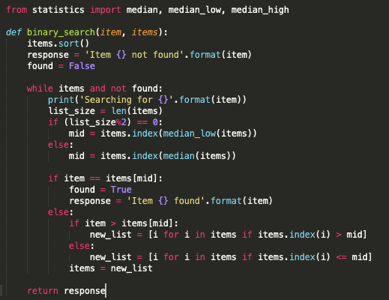 from statistics import median, median_low, median_high
def binary_search(item, items):
    items.sort()
    response = 'Item {} not found'.format(item)
    found = False
    while items and not found:
        print('Searching for {}'.format(item))
        list_size = len(items)
        if (list_size%2) == 0:
            mid = items.index(median_low(items))
        else:
            mid = items.index(median(items))
        if item == items[mid]:
            found = True
            response = 'Item {} found'.format(item)
        else:
            if item > items[mid]:
                new_list = [i for i in items if items.index(i) > mid]
            else:
                new_list = [i for i in items if items.index(i) <= mid]
            items = new_list
    return response